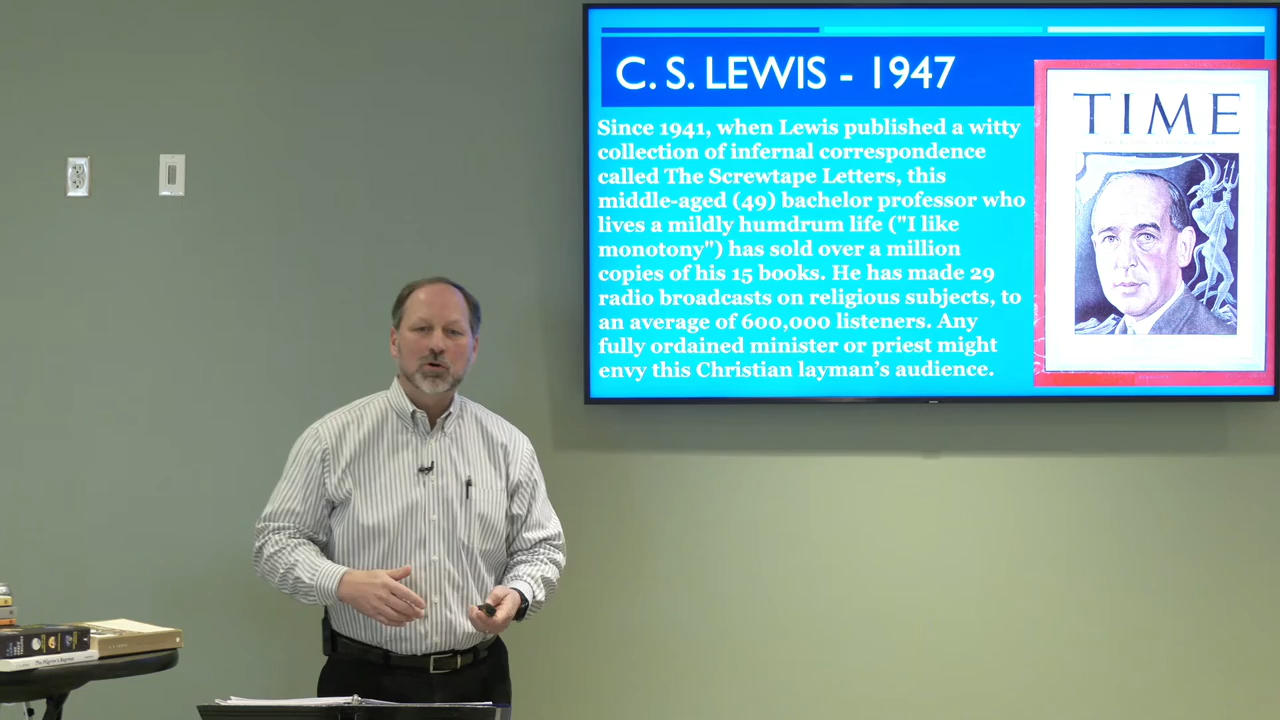 C. S. LEWIS - 1947
Since 1941, when Lewis published a witty
collection of infernal correspondence
called The Screwtape Letters, this
middle-aged (49) bachelor professor who
lives a mildly humdrum life ("I like
monotony") has sold over a million
copies of his 15 books. He has made 29
radio broadcasts on religious subjects, to
an average of 600,000 listeners. Any
fully ordained minister or priest might
envy this Christian layman's audience.
TIME
The Pilgrim's Regress